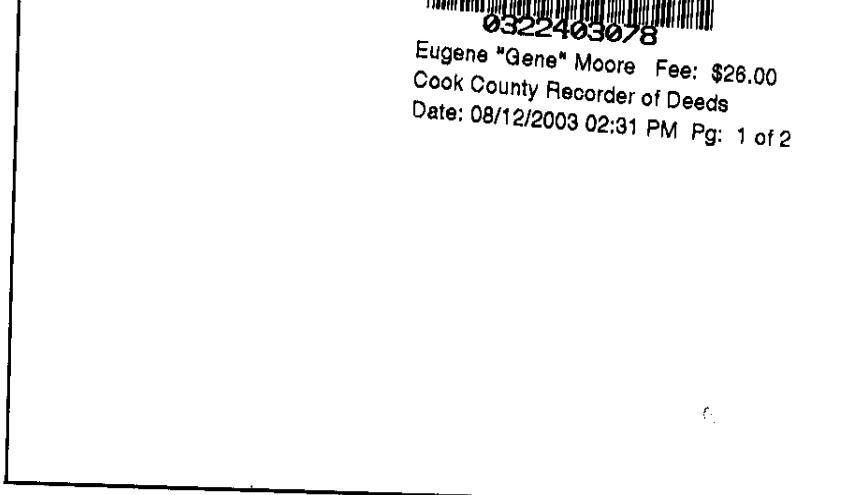 0322403078
Eugene "Gene" Moore Fee: $26.00
Cook County Recorder of Deeds
Date: 08/12/2003 02:31 PM Pg: 1 of 2